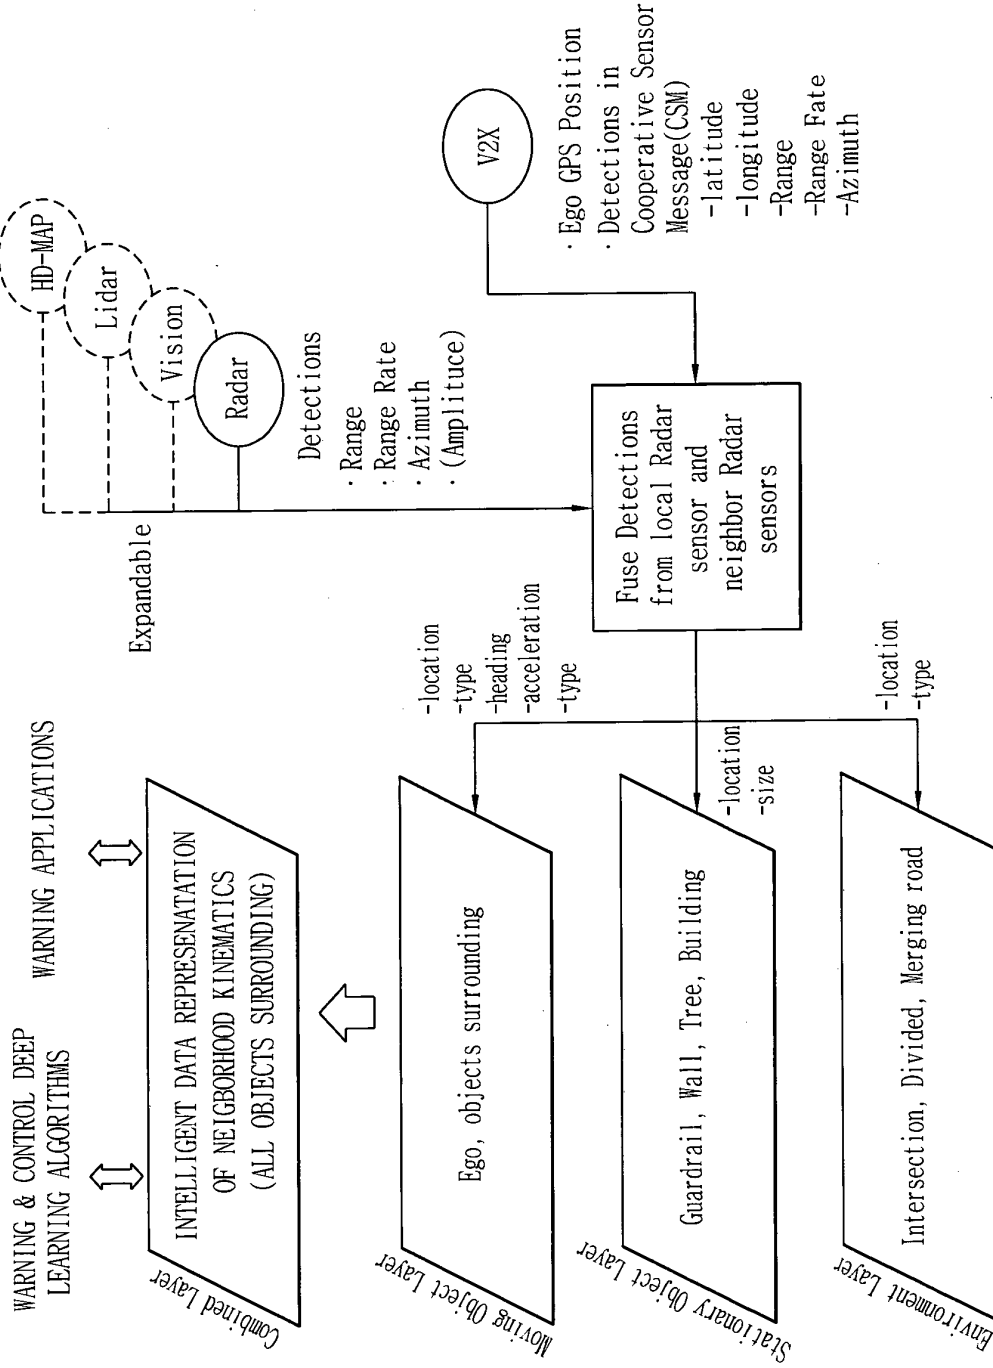 WARNING & CONTROL DEEP
LEARNING ALGORITHMS
WARNING APPLICATIONS
Combined Layer
INTELLIGENT DATA REPRESENATATION
OF NEIGBORHOOD KINEMATICS
(ALL OBJECTS SURROUNDING)
Moving Object Layer
Ego, objects surrounding
Stationary Object Layer
Guardrail, Wall, Tree, Building
Environment Layer
Intersection, Divided, Merging road
-location
-type
-heading
-acceleration
-type
-location
-size
-location
-type
Expandable
HD-MAP
Lidar
Vision
Radar
Detections
· Range
· Range Rate
· Azimuth
· (Amplituce)
Fuse Detections
from local Radar
sensor and
neighbor Radar
sensors
V2X
· Ego GPS Position
· Detections in
Cooperative Sensor
Message(CSM)
-latitude
-longitude
-Range
-Range Fate
-Azimuth